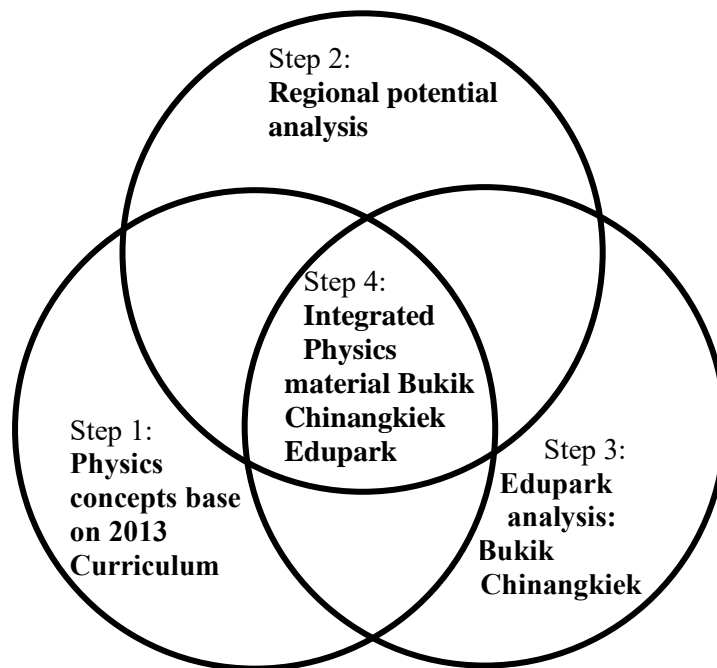 Step 2:
Regional potential
analysis
Step 4:
Integrated
Physics
material Bukik
Chinangkiek
Edupark
Step 1:
Physics
concepts base
on 2013
Curriculum
Step 3:
Edupark
analysis:
Bukik
Chinangkiek